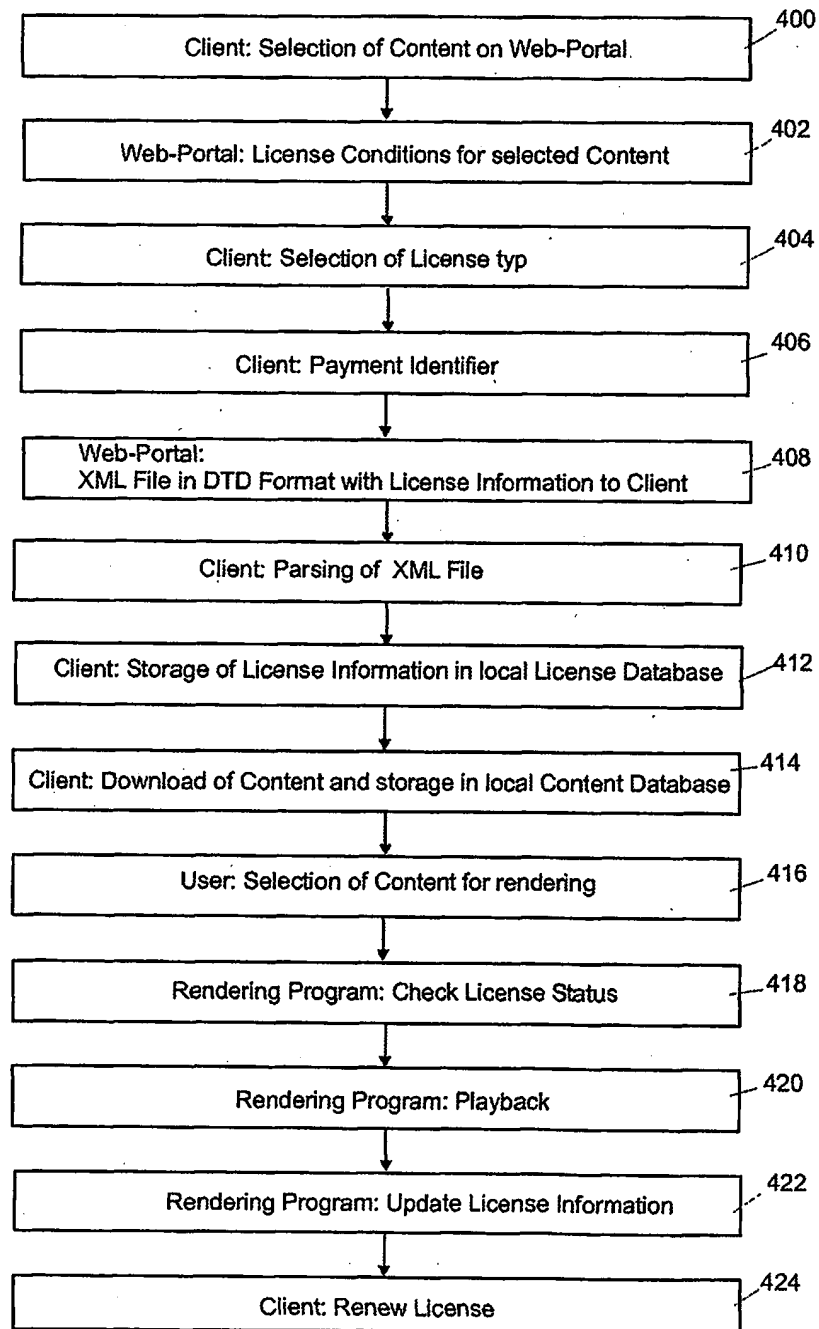 400
Client: Selection of Content on Web-Portal
402
Web-Portal: License Conditions for selected Content
404
Client: Selection of License typ
406
Client: Payment Identifier
408
Web-Portal:
XML File in DTD Format with License Information to Client
410
Client: Parsing of XML File
412
Client: Storage of License Information in local License Database
414
Client: Download of Content and storage in local Content Database
416
User: Selection of Content for rendering
418
Rendering Program: Check License Status
420
Rendering Program: Playback
422
Rendering Program: Update License Information
424
Client: Renew License